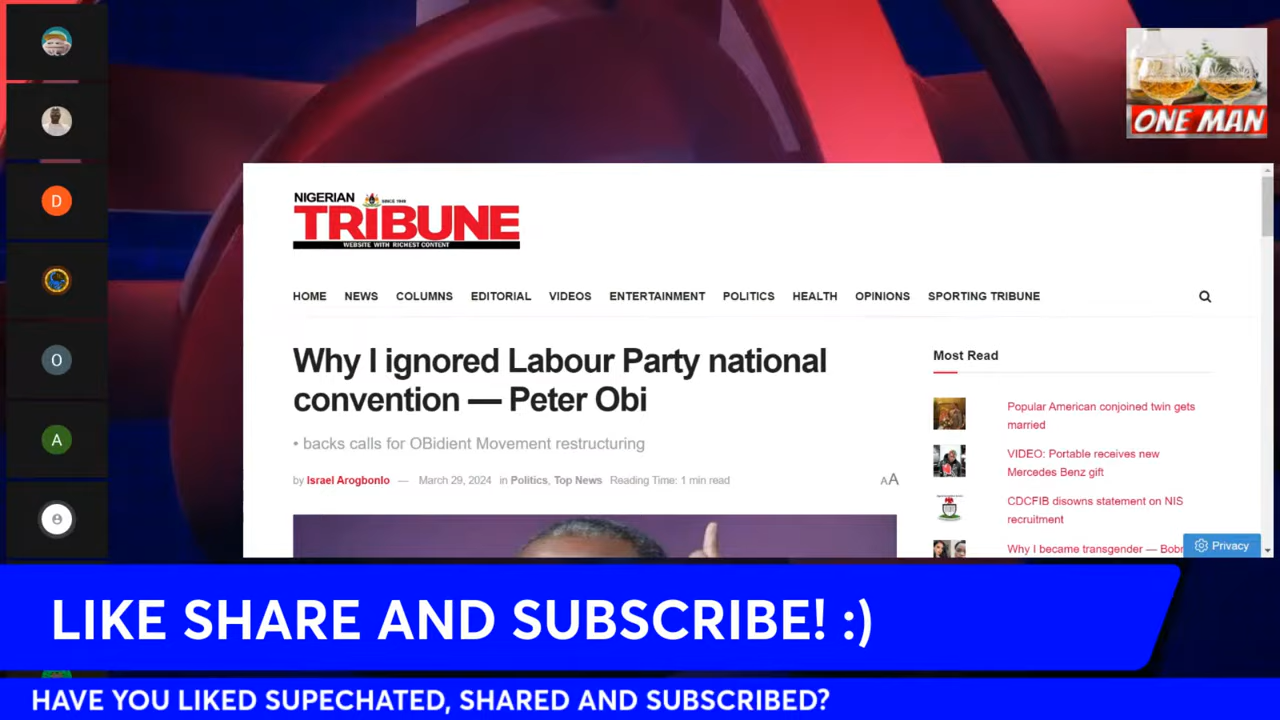 D
O
A
ONE MAN
NIGERIAN
SINCE 1949
TRIBUNE
WEBSITE WITH RICHEST CONTENT
HOME NEWS COLUMNS EDITORIAL VIDEOS ENTERTAINMENT POLITICS HEALTH OPINIONS SPORTING TRIBUNE
Why I ignored Labour Party national
convention — Peter Obi
• backs calls for OBidient Movement restructuring
by Israel Arogbonlo — March 29, 2024 in Politics, Top News Reading Time: 1 min read
AA
Most Read
Popular American conjoined twin gets
married
VIDEO: Portable receives new
Mercedes Benz gift
CDCFIB disowns statement on NIS
recruitment
Why I became transgender — Bobr
Privacy
LIKE SHARE AND SUBSCRIBE! :)
HAVE YOU LIKED SUPECHATED, SHARED AND SUBSCRIBED?